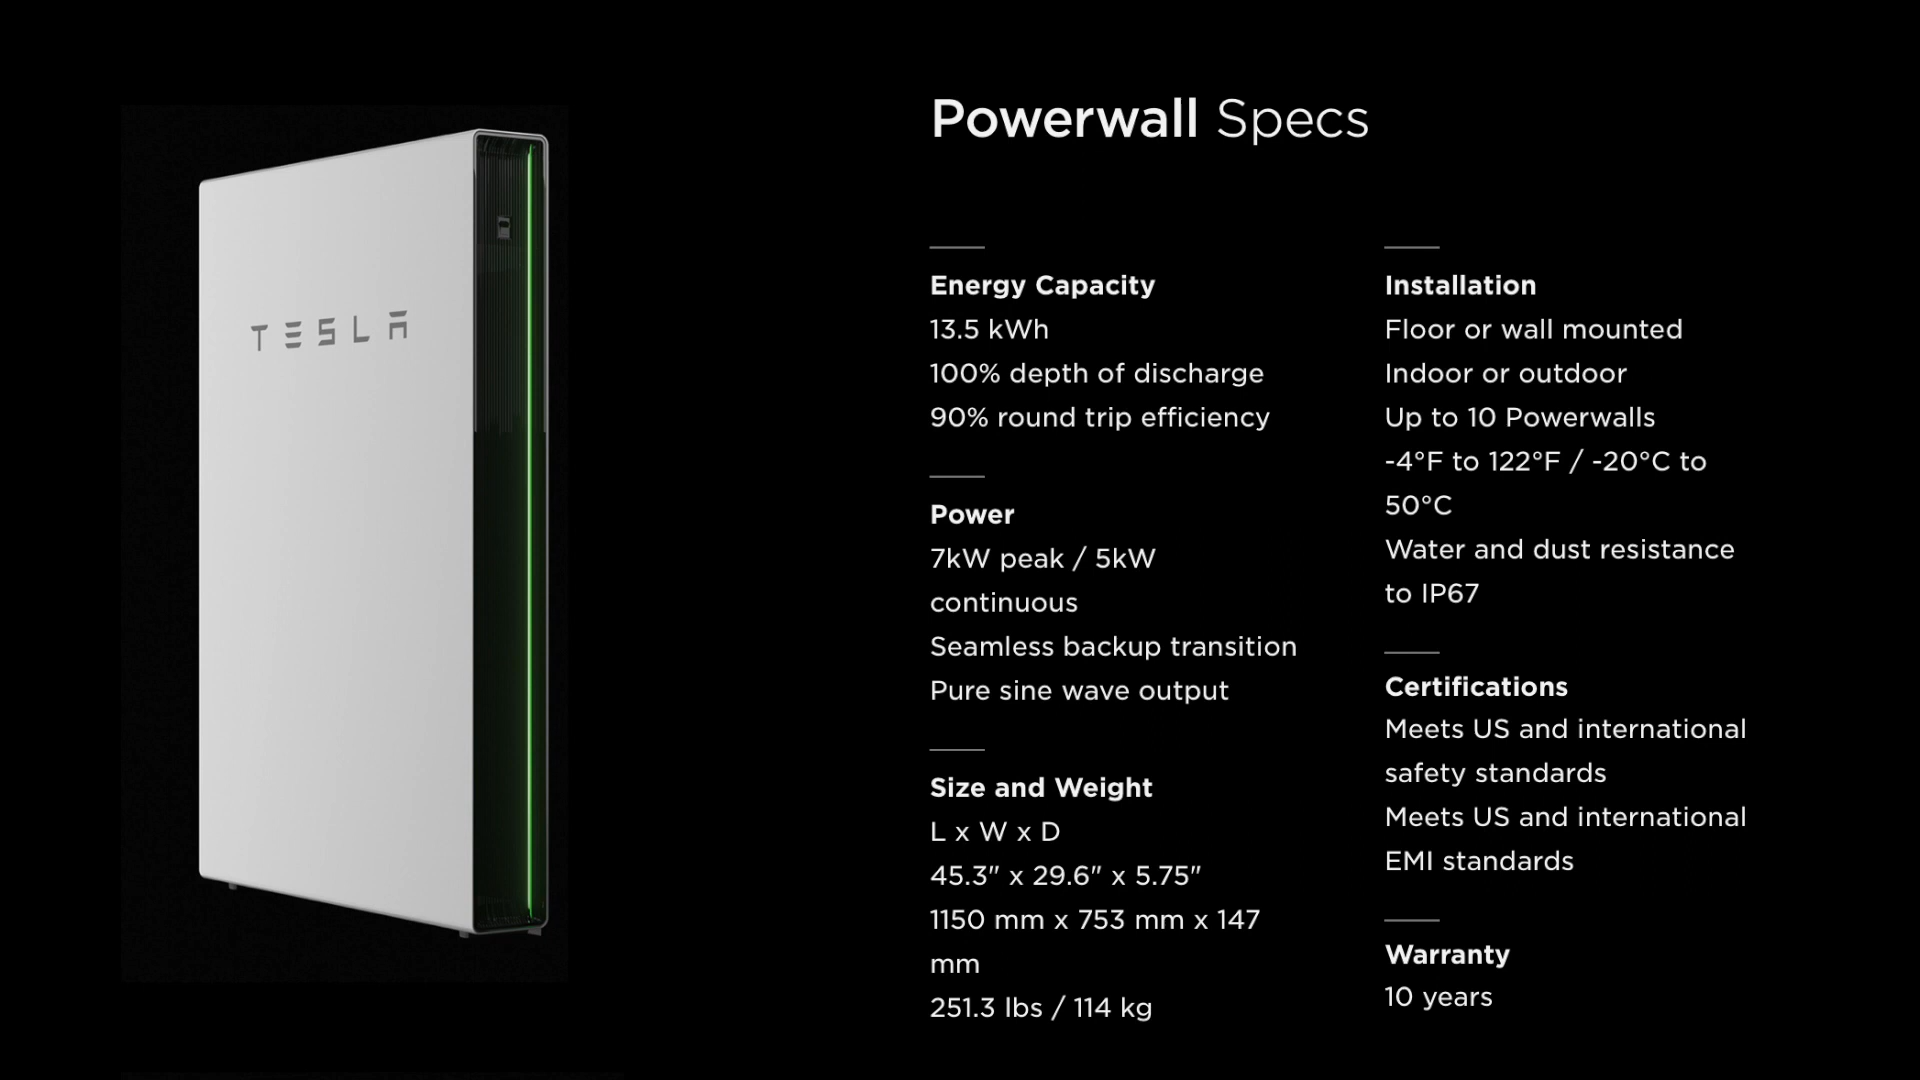 TESLA
Powerwall Specs
Energy Capacity
13.5 kWh
100% depth of discharge
90% round trip efficiency
Power
7kW peak / 5kW
continuous
Seamless backup transition
Pure sine wave output
Size and Weight
L x W x D
45.3" x 29.6" x 5.75"
1150 mm x 753 mm x 147
mm
251.3 lbs / 114 kg
Installation
Floor or wall mounted
Indoor or outdoor
Up to 10 Powerwalls
-4°F to 122°F / -20°C to
50°C
Water and dust resistance
to IP67
Certifications
Meets US and international
safety standards
Meets US and international
EMI standards
Warranty
10 years